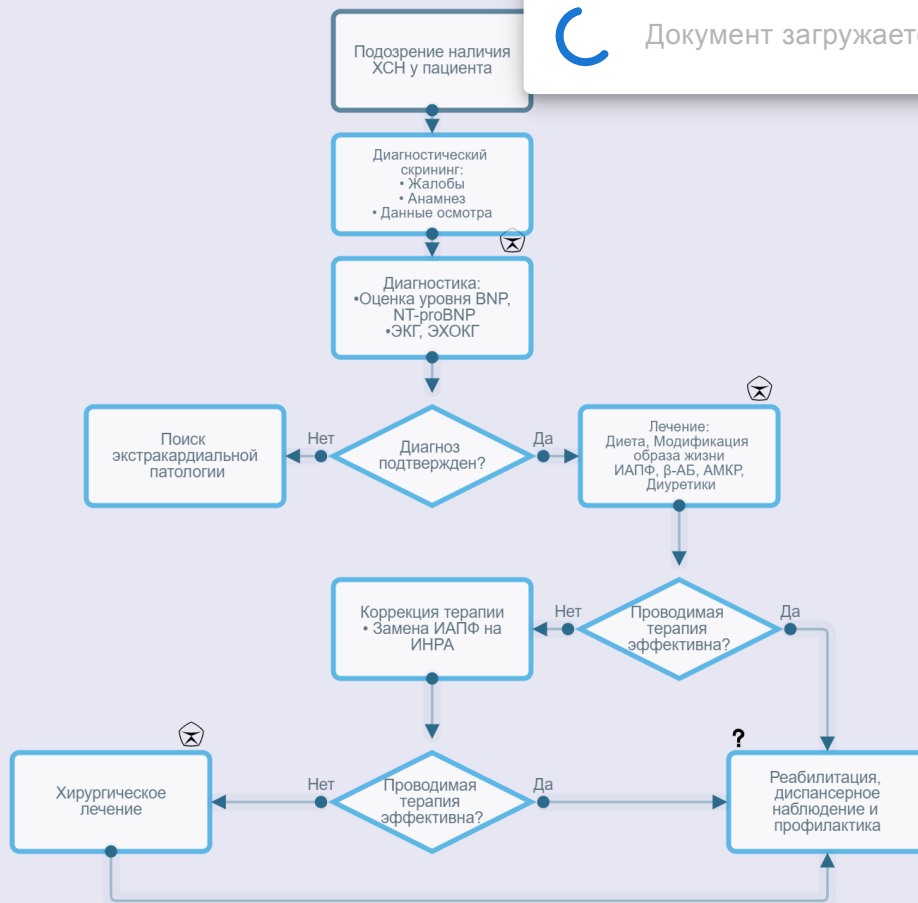 Подозрение наличия
ХСН у пациента
Документ загружает
Диагностический
скрининг:
• Жалобы
• Анамнез
• Данные осмотра
Диагностика:
•Оценка уровня BNP,
NT-proBNP
•ЭКГ, ЭХОКГ
Поиск
экстракардиальной
патологии
Нет
Диагноз
подтвержден?
Да
Лечение:
Диета, Модификация
образа жизни
ИАПФ, β-АБ, АМКР,
Диуретики
Коррекция терапии
• Замена ИАПФ на
ИНРА
Нет
Проводимая
терапия
эффективна?
Да
Хирургическое
лечение
Нет
Проводимая
терапия
эффективна?
Да
?
Реабилитация,
диспансерное
наблюдение и
профилактика